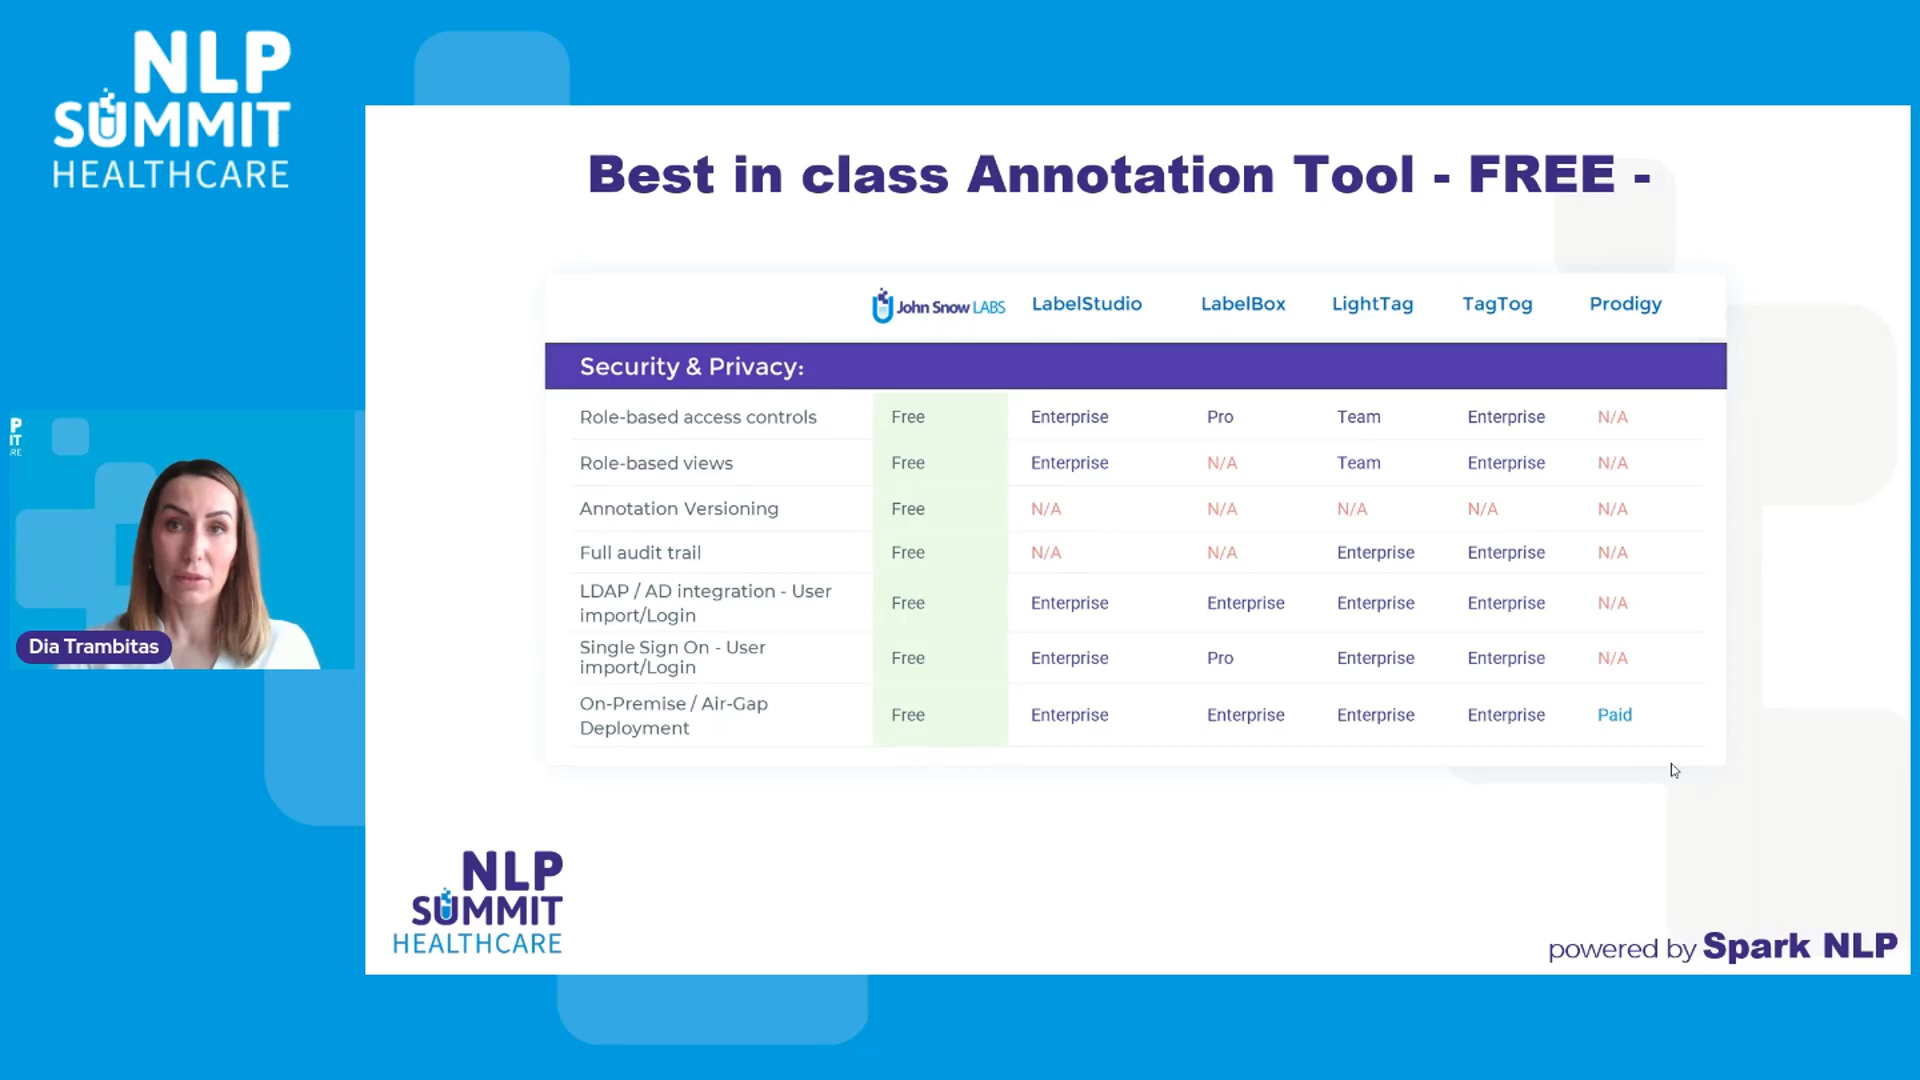 NLP
SUMMIT
HEALTHCARE
Best in class Annotation Tool - FREE -
John Snow LABS LabelStudio LabelBox LightTag TagTog Prodigy
Security & Privacy:
Role-based access controls Free Enterprise Pro Team Enterprise N/A
Role-based views Free Enterprise N/A Team Enterprise N/A
Annotation Versioning Free N/A N/A N/A N/A N/A
Full audit trail Free N/A N/A Enterprise Enterprise N/A
LDAP / AD integration - User
import/Login Free Enterprise Enterprise Enterprise Enterprise N/A
Single Sign On - User
import/Login Free Enterprise Pro Enterprise Enterprise N/A
On-Premise / Air-Gap
Deployment Free Enterprise Enterprise Enterprise Enterprise Paid
P
IT
RE
Dia Trambitas
NLP
SUMMIT
HEALTHCARE
powered by Spark NLP